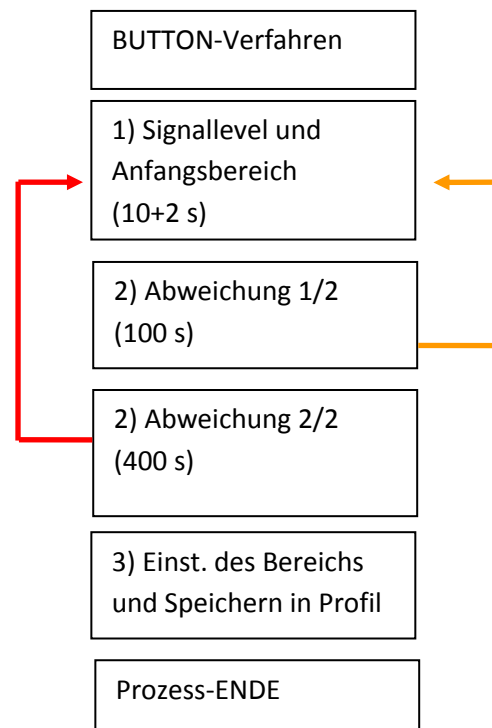 BUTTON-Verfahren
1) Signallevel und
Anfangsbereich
(10+2 s)
2) Abweichung 1/2
(100 s)
2) Abweichung 2/2
(400 s)
3) Einst. des Bereichs
und Speichern in Profil
Prozess-ENDE